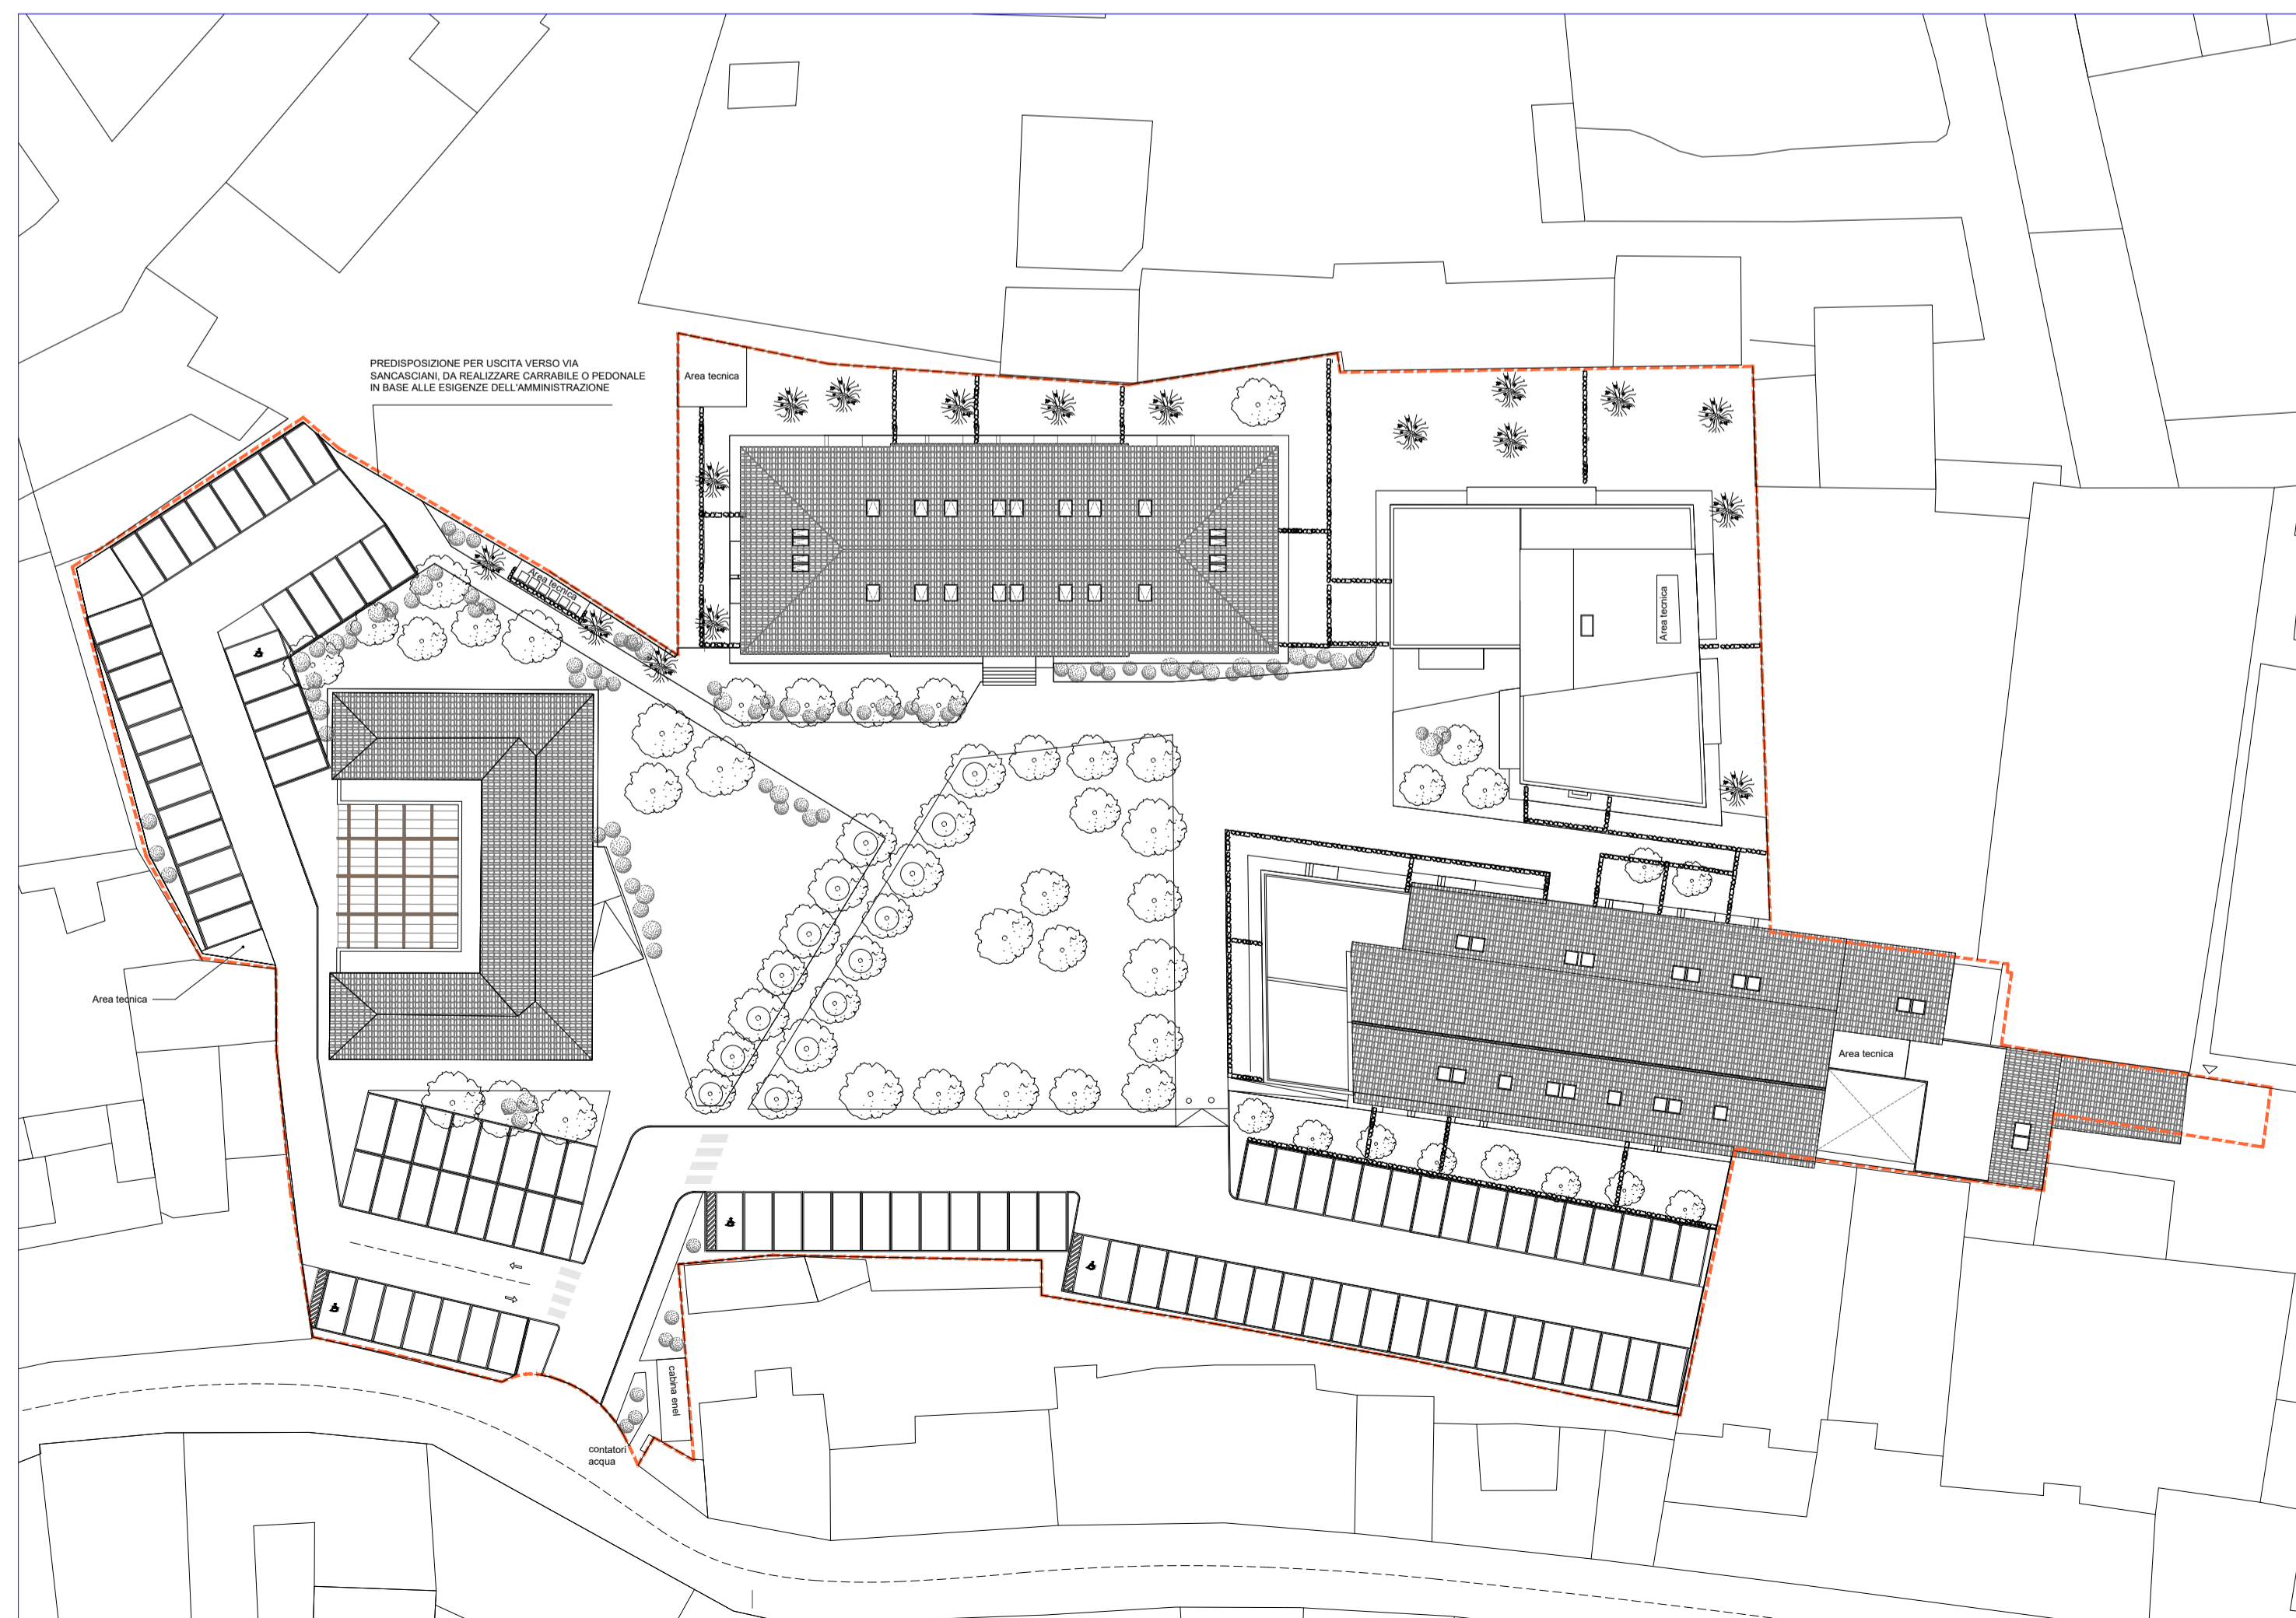 PREDISPOSIZIONE PER USCITA VERSO VIA
SANCASCIANI, DA REALIZZARE CARRABILE O PEDONALE
IN BASE ALLE ESIGENZE DELL'AMMINISTRAZIONE
Area tecnica
Area tecnica
Area tecnica
Area tecnica
Area tecnica
cabina enel
contatori
acqua